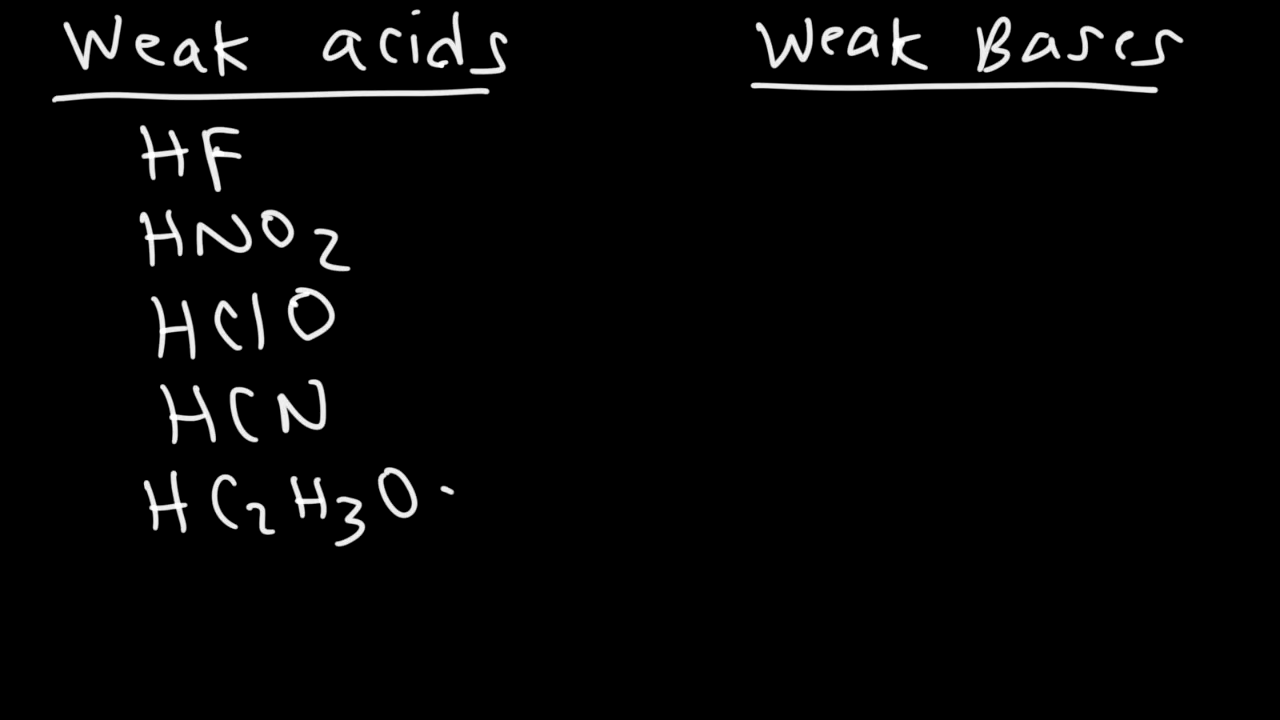 Weak acids
Weak Bases
HF
HNO2
HClO
HCN
HC2H3O